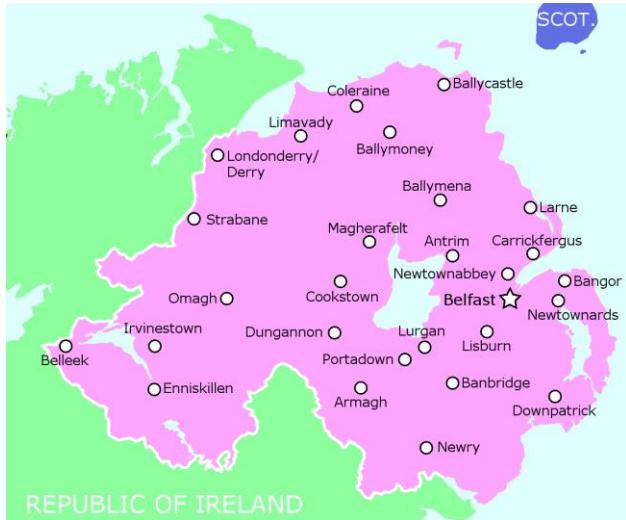 SCOT.
Ballycastle
Coleraine
Limavady
Ballymoney
Londonderry/
Derry
Ballymena
Larne
Strabane
Magherafelt
Antrim
Carrickfergus
Newtownabbey
Bangor
Omagh
Cookstown
Belfast
Newtownards
Irvinestown
Dungannon
Lurgan
Lisburn
Belleek
Portadown
Enniskillen
Armagh
Banbridge
Downpatrick
Newry
REPUBLIC OF IRELAND